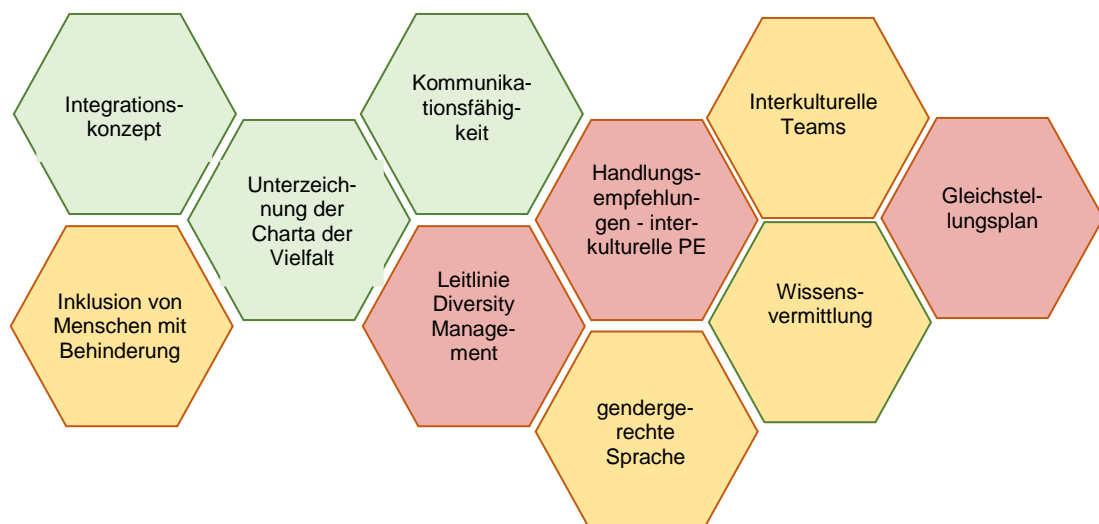 Integrations-
konzept
Unterzeich-
nung der
Charta der
Vielfalt
Kommunika-
tionsfähig-
keit
Handlungs-
empfehlun-
gen - inter-
kulturelle PE
Interkulturelle
Teams
Gleichstel-
lungsplan
Inklusion von
Menschen mit
Behinderung
Leitlinie
Diversity
Manage-
ment
Wissens-
vermittlung
genderge-
rechte
Sprache